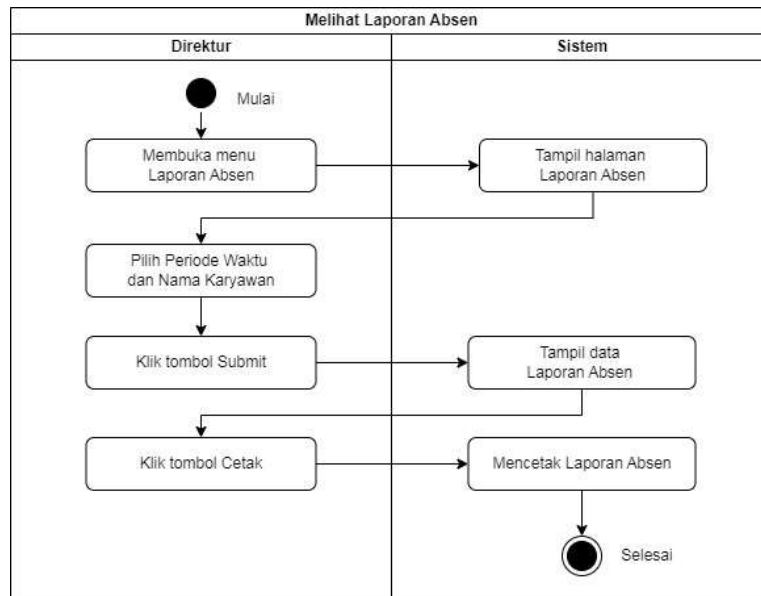 Melihat Laporan Absen
Direktur
Sistem
Mulai
Membuka menu
Laporan Absen
Tampil halaman
Laporan Absen
Pilih Periode Waktu
dan Nama Karyawan
Klik tombol Submit
Tampil data
Laporan Absen
Klik tombol Cetak
Mencetak Laporan Absen
Selesai